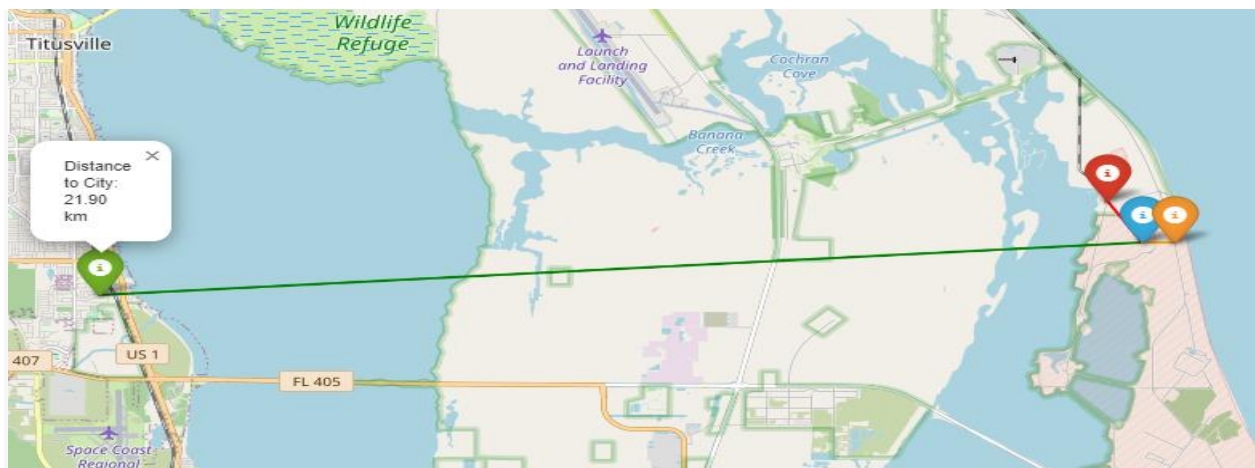 Titusville
Wildlife
Refuge
Launch
and Landing
Facility
Cochran
Cave
Banana
Creek
Distance
to City:
21.90
km
×
i
i
i
i
407
US 1
FL 405
Space Coast
Regional